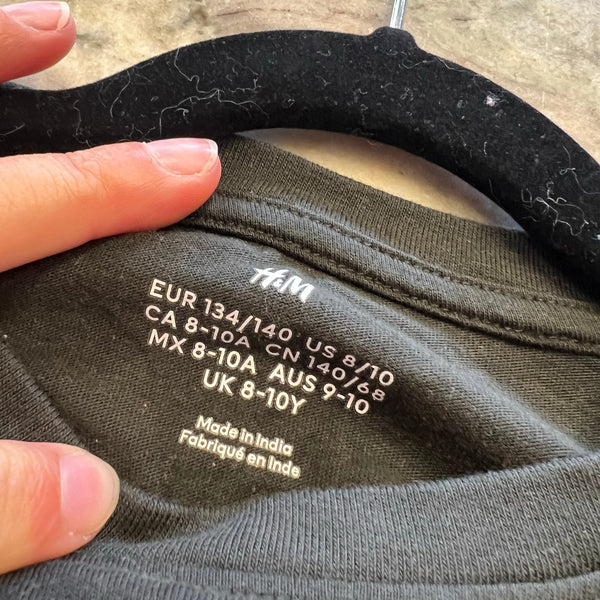 H&M
EUR 134/140 US 8/10
CA 8-10A CN 140/68
MX 8-10A AUS 9-10
UK 8-10Y
Made in India
Fabriqué en Inde